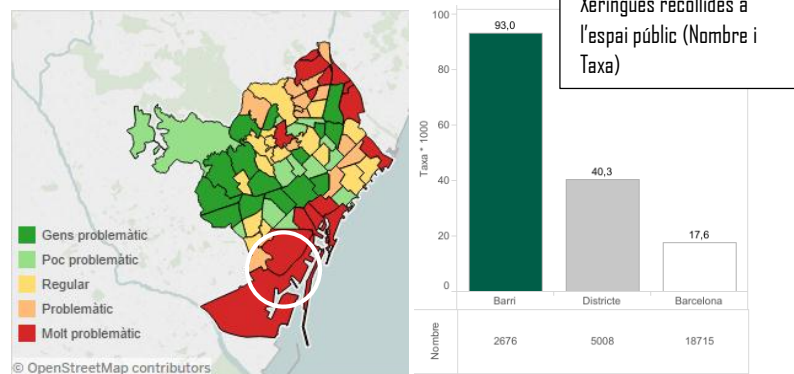 Gens problemàtic
Poc problemàtic
Regular
Problemàtic
Molt problemàtic
© OpenStreetMap contributors
Xeringues recollides a
l'espai públic (Nombre i
Taxa)
Taxa * 1000
100
80
60
40
20
0
93,0
40,3
17,6
Barri
Districte
Barcelona
Nombre
2676
5008
18715